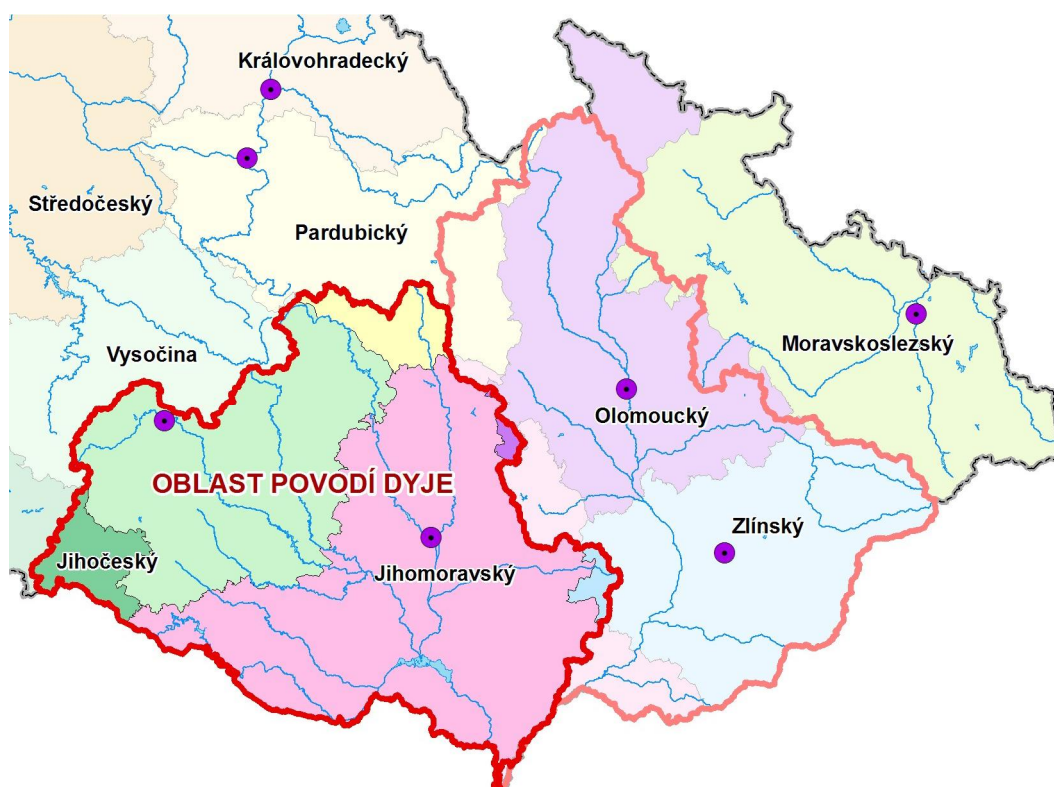 Královohradecký
Středočeský
Pardubický
Vysočina
Moravskoslezský
Olomoucký
OBLAST POVODÍ DYJE
Zlínský
Jihočeský
Jihomoravský